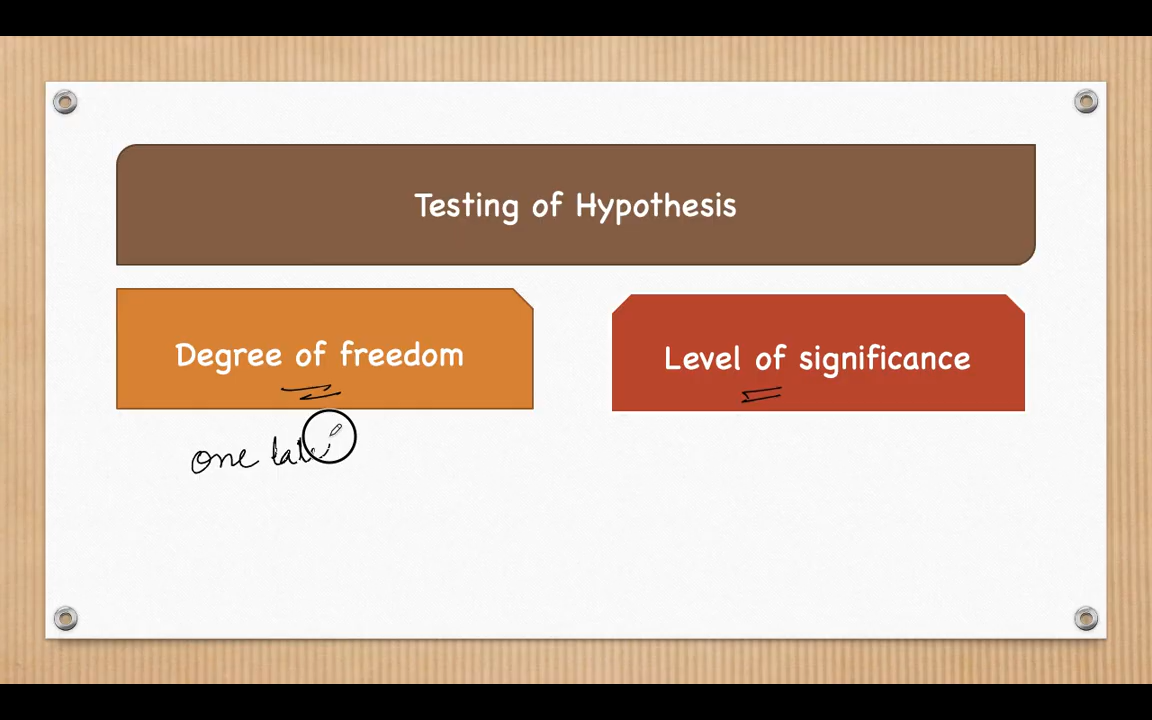 Testing of Hypothesis
Degree of freedom
Level of significance
one